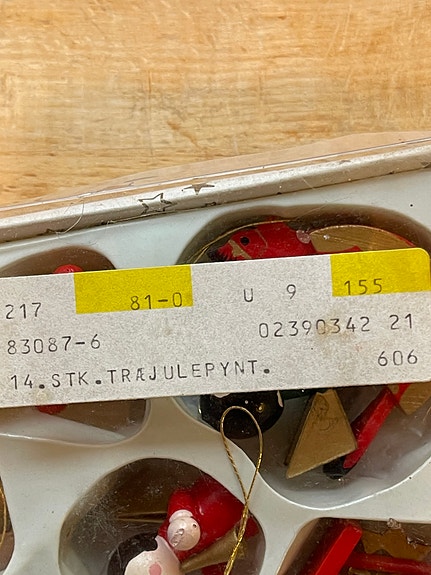 217 81-0 U 9 155
83087-6 02390342 21
14.STK.TRÆJULEPYNT. 606